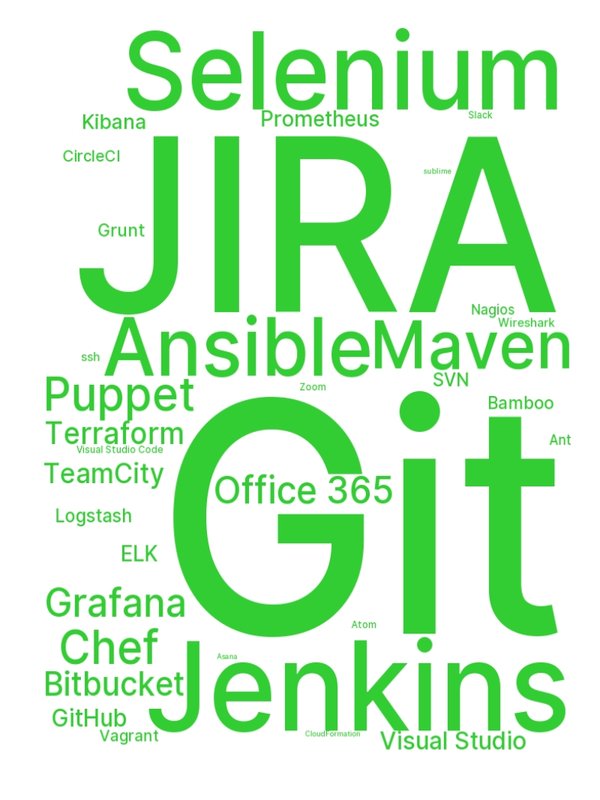 Selenium
Kibana
Prometheus
Slack
CircleCI
sublime
JIRA
Grunt
Nagios
Wireshark
ssh
Ansible
Maven
Zoom
SVN
Puppet
Bamboo
Terraform
Ant
Visual Studio Code
TeamCity
Office 365
Git
Logstash
ELK
Grafana
Atom
Chef
Asana
Bitbucket
Jenkins
GitHub
Vagrant
CloudFormation
Visual Studio